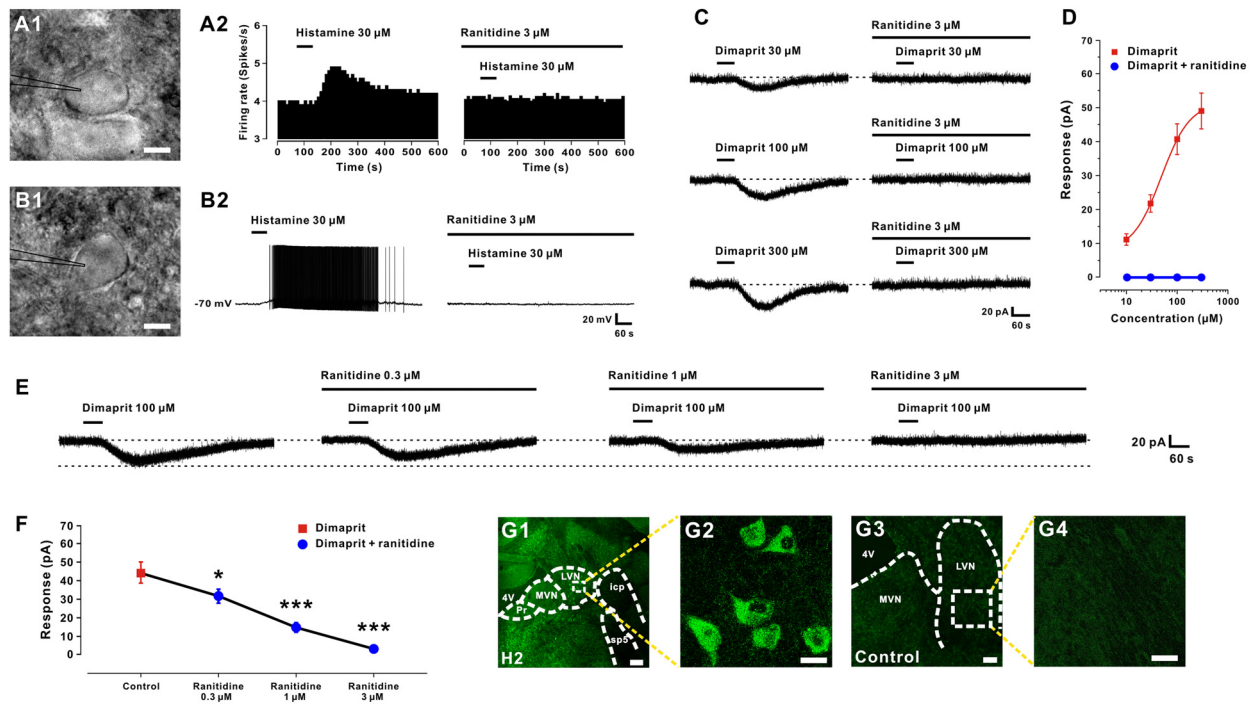 A1
A2
Histamine 30 μM
Ranitidine 3 μM
Histamine 30 μM
Firing rate (Spikes/s)
6
5
4
3
0 100 200 300 400 500 600
Time (s)
0 100 200 300 400 500 600
Time (s)
B1
B2
Histamine 30 μM
Ranitidine 3 μM
Histamine 30 μM
-70 mV
20 mV
60 s
C
Dimaprit 30 μM
Ranitidine 3 μM
Dimaprit 30 μM
Dimaprit 100 μM
Ranitidine 3 μM
Dimaprit 100 μM
Dimaprit 300 μM
Ranitidine 3 μM
Dimaprit 300 μM
20 pA
60 s
D
Dimaprit
Dimaprit + ranitidine
Response (pA)
70
60
50
40
30
20
10
0
10 100 1000
Concentration (μM)
E
Dimaprit 100 μM
Ranitidine 0.3 μM
Dimaprit 100 μM
Ranitidine 1 μM
Dimaprit 100 μM
Ranitidine 3 μM
Dimaprit 100 μM
20 pA
60 s
F
Dimaprit
Dimaprit + ranitidine
Response (pA)
70
60
50
40
30
20
10
0
*
***
***
Control
Ranitidine 0.3 μM
Ranitidine 1 μM
Ranitidine 3 μM
G1
LVN
icp
4V
MVN
Pr
sp5
H2
G2
G3
4V
LVN
MVN
Control
G4